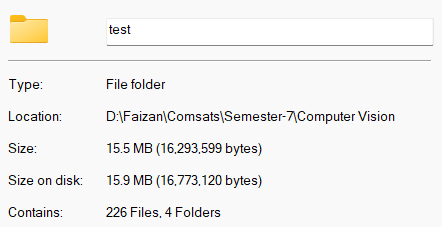 test
Type: File folder
Location: D:\Faizan\Comsats\Semester-7\Computer Vision
Size: 15.5 MB (16,293,599 bytes)
Size on disk: 15.9 MB (16,773,120 bytes)
Contains: 226 Files, 4 Folders